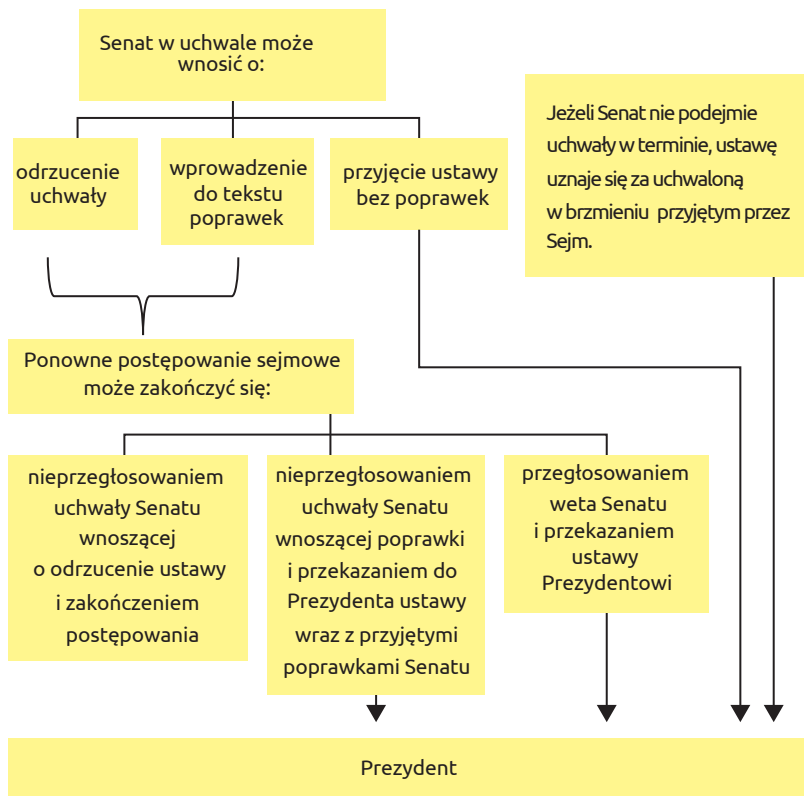 Senat w uchwale może
wnosić o:
odrzucenie
uchwały
wprowadzenie
do tekstu
poprawek
przyjęcie ustawy
bez poprawek
Jeżeli Senat nie podejmie
uchwały w terminie, ustawę
uznaje się za uchwaloną
w brzmieniu przyjętym przez
Sejm.
Ponowne postępowanie sejmowe
może zakończyć się:
nieprzegłosowaniem
uchwały Senatu
wnoszącej
o odrzucenie ustawy
i zakończeniem
postępowania
nieprzegłosowaniem
uchwały Senatu
wnoszącej poprawki
i przekazaniem do
Prezydenta ustawy
wraz z przyjętymi
poprawkami Senatu
przegłosowaniem
weta Senatu
i przekazaniem
ustawy
Prezydentowi
Prezydent